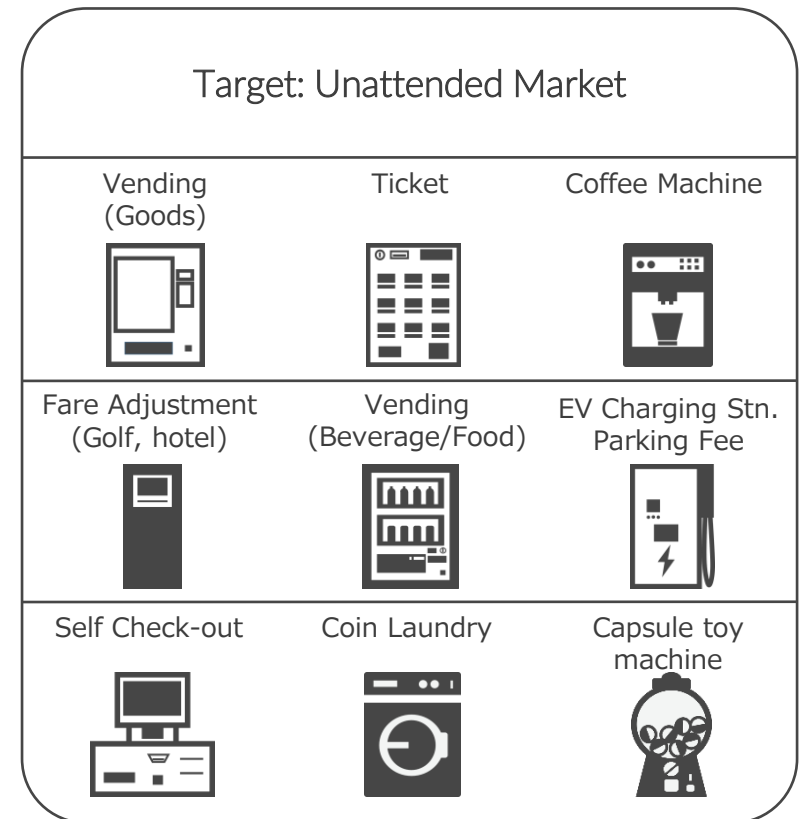 Target: Unattended Market
Vending
(Goods)
Ticket
Coffee Machine
Fare Adjustment
(Golf, hotel)
Vending
(Beverage/Food)
EV Charging Stn.
Parking Fee
Self Check-out
Coin Laundry
Capsule toy
machine